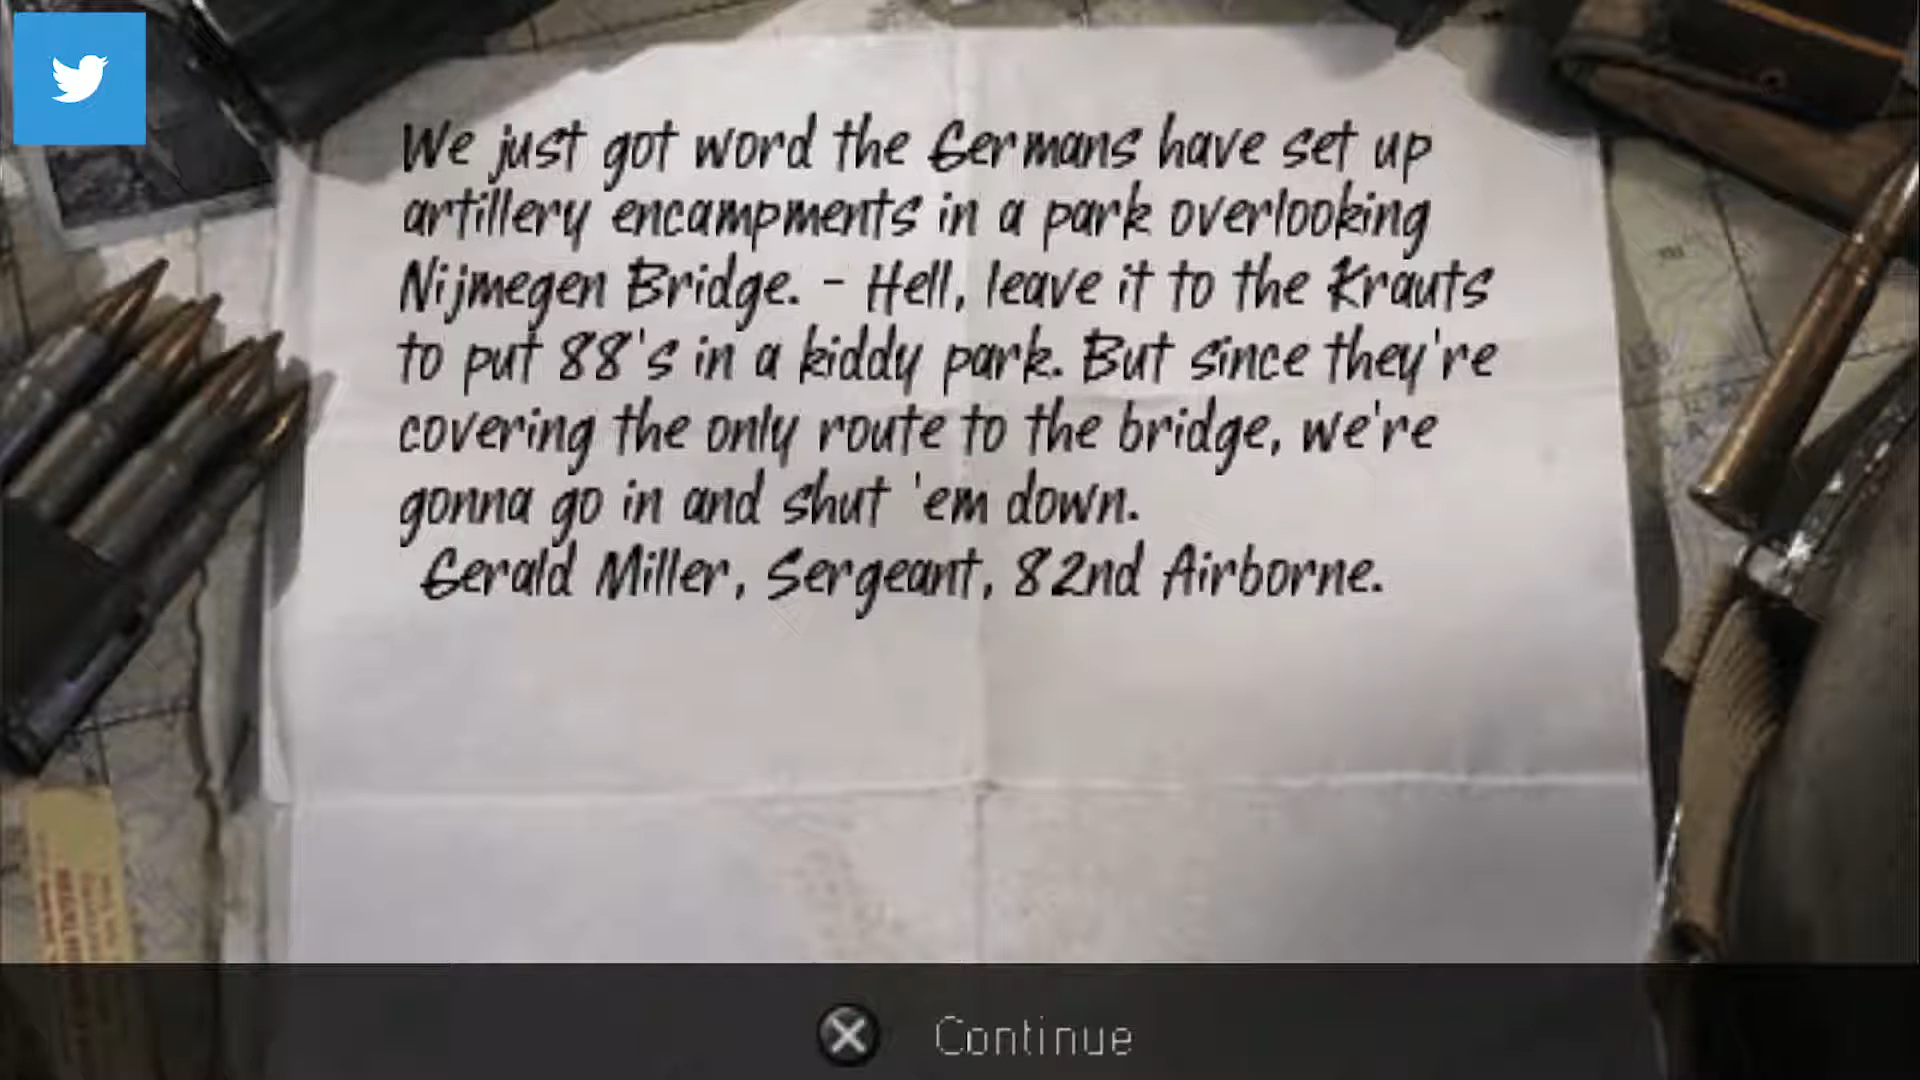 We just got word the Germans have set up
artillery encampments in a park overlooking
Nijmegen Bridge. - Hell, leave it to the Krauts
to put 88's in a kiddy park. But since they're
covering the only route to the bridge, we're
gonna go in and shut 'em down.
Gerald Miller, Sergeant, 82nd Airborne.
Continue